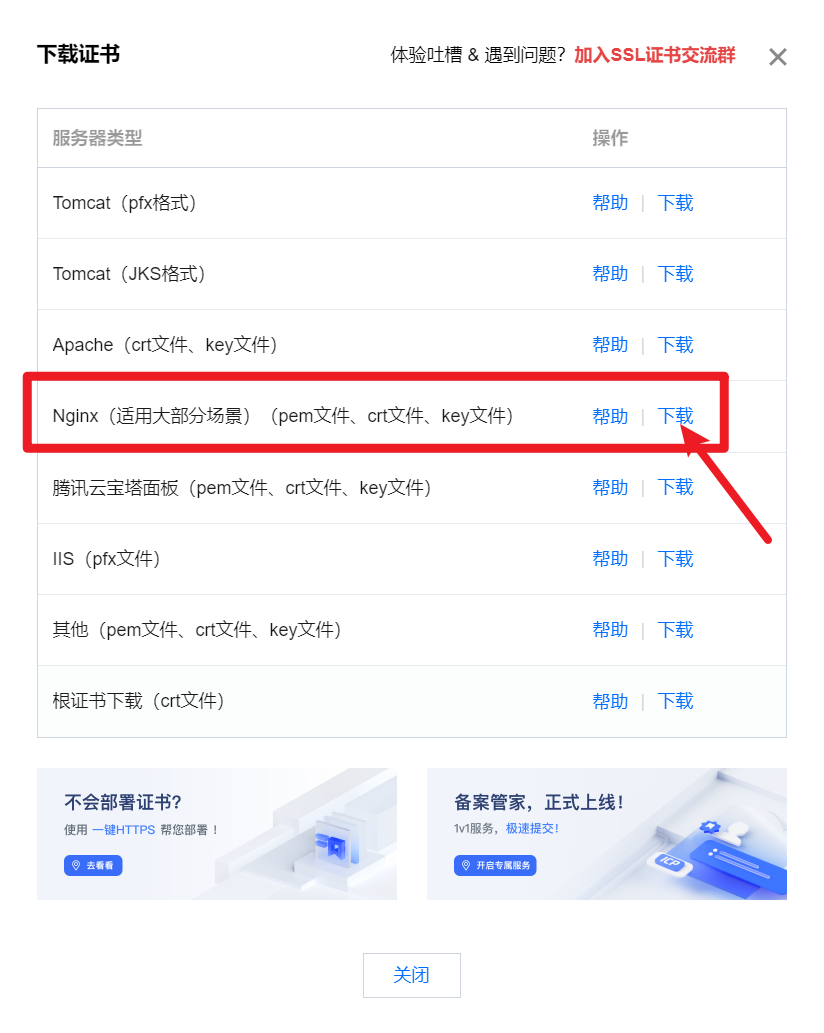 下载证书
体验吐槽 & 遇到问题? 加入SSL证书交流群
服务器类型 操作
Tomcat（pfx格式） 帮助 | 下载
Tomcat（JKS格式） 帮助 | 下载
Apache（crt文件、key文件） 帮助 | 下载
Nginx（适用大部分场景）（pem文件、crt文件、key文件） 帮助 | 下载
腾讯云宝塔面板（pem文件、crt文件、key文件） 帮助 | 下载
IIS（pfx文件） 帮助 | 下载
其他（pem文件、crt文件、key文件） 帮助 | 下载
根证书下载（crt文件） 帮助 | 下载
不会部署证书?
使用 一键HTTPS 帮您部署！
去看看
备案管家，正式上线！
1v1服务，极速提交！
开启专属服务
ICP
关闭